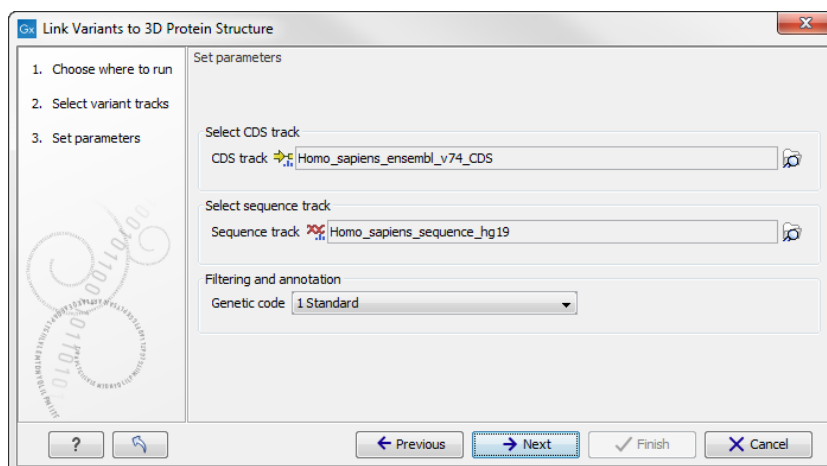 Gx Link Variants to 3D Protein Structure X
1. Choose where to run
2. Select variant tracks
3. Set parameters
Set parameters
Select CDS track
CDS track Homo_sapiens_ensembl_v74_CDS
Select sequence track
Sequence track Homo_sapiens_sequence_hg19
Filtering and annotation
Genetic code 1 Standard
? Previous Next Finish Cancel